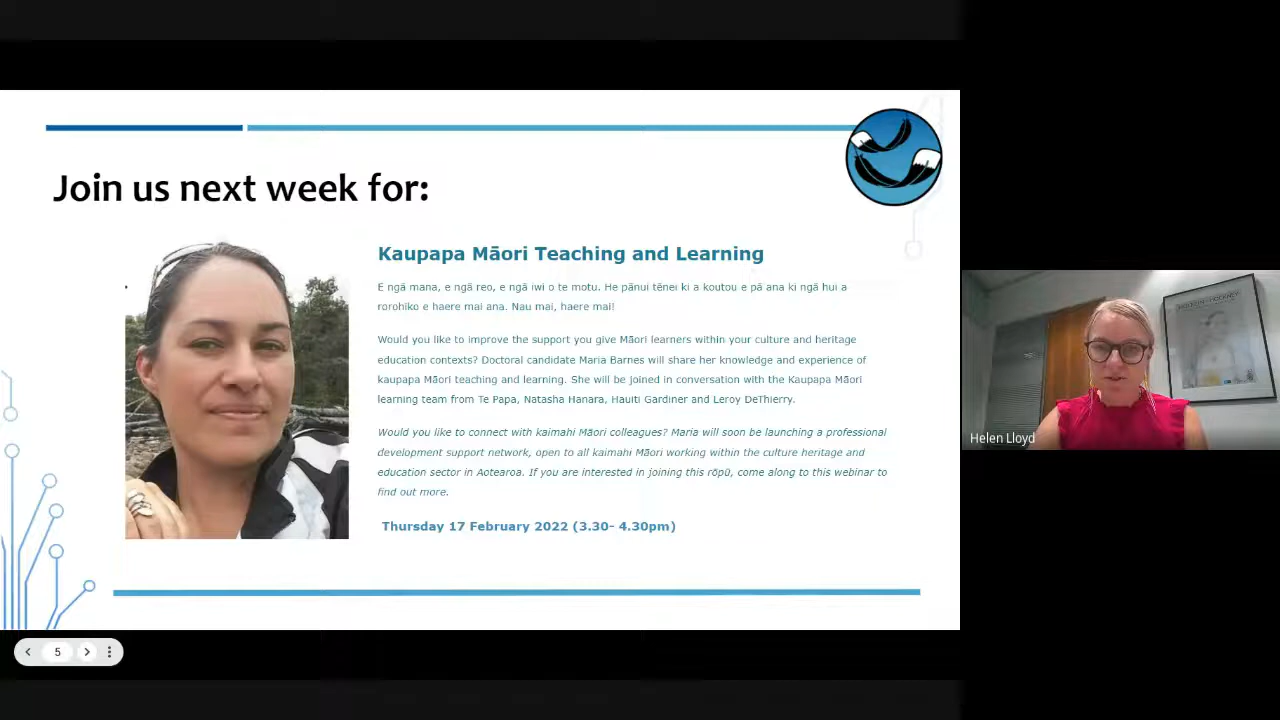 Join us next week for:
Kaupapa Māori Teaching and Learning
E ngā mana, e ngā reo, e ngā iwi o te motu. He pānui tēnei ki a koutou e pā ana ki ngā hui a
rorohiko e haere mai ana. Nau mai, haere mai!
Would you like to improve the support you give Māori learners within your culture and heritage
education contexts? Doctoral candidate Maria Barnes will share her knowledge and experience of
kaupapa Māori teaching and learning. She will be joined in conversation with the Kaupapa Māori
learning team from Te Papa, Natasha Hanara, Hauiti Gardiner and Leroy DeThierry.
Would you like to connect with kaimahi Māori colleagues? Maria will soon be launching a professional
development support network, open to all kaimahi Māori working within the culture heritage and
education sector in Aotearoa. If you are interested in joining this rōpū, come along to this webinar to
find out more.
Thursday 17 February 2022 (3.30- 4.30pm)
Helen Lloyd
5